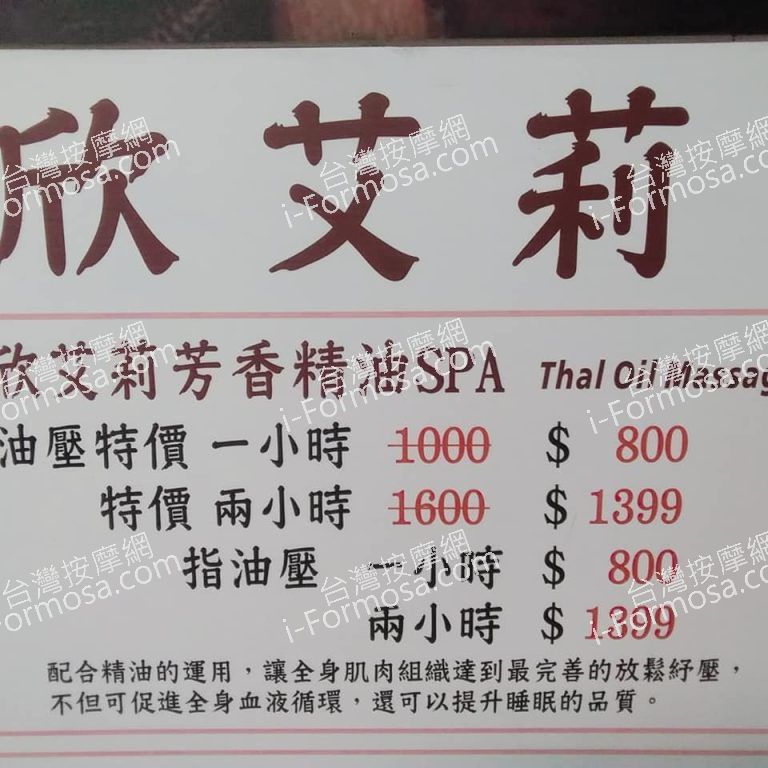 欣艾莉
欣艾莉芳香精油SPA Thal Oil Massag
油壓特價 一小時 1000 $ 800
特價 兩小時 1600 $ 1399
指油壓 一小時 $ 800
兩小時 $ 1399
配合精油的運用，讓全身肌肉組織達到最完善的放鬆紓壓，
不但可促進全身血液循環，還可以提升睡眠的品質。
台灣按摩網
i-Formosa.com